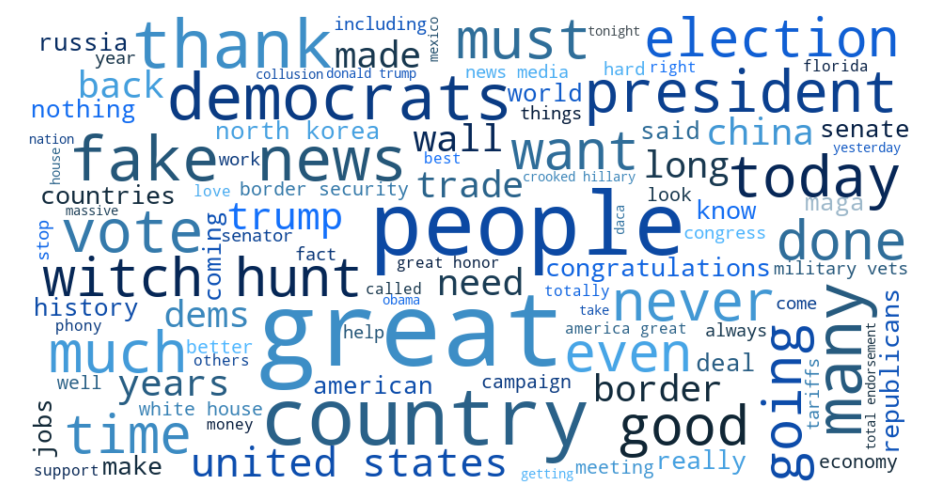 including
thank
must
tonight
election
russia
year
made
mexico
back
collusion
donald trump
news media
hard
right
florida
nothing
democrats
world
things
president
nation
north korea
wall
want
said
china
senate
house
fake news
work
best
long
today
yesterday
countries
love
border security
trade
crooked hillary
look
maga
massive
vote
coming
trump
people
daca
know
congress
done
stop
senator
fact
great honor
congratulations
military vets
witch hunt
called
need
totally
never
come
history
dems
obama
take
many
republicans
phony
great
help
america great
always
going
much
better
others
even
deal
tariffs
total endorsement
well
years
american
campaign
border
jobs
white house
money
country
good
time
support
make
united states
getting
meeting
really
economy